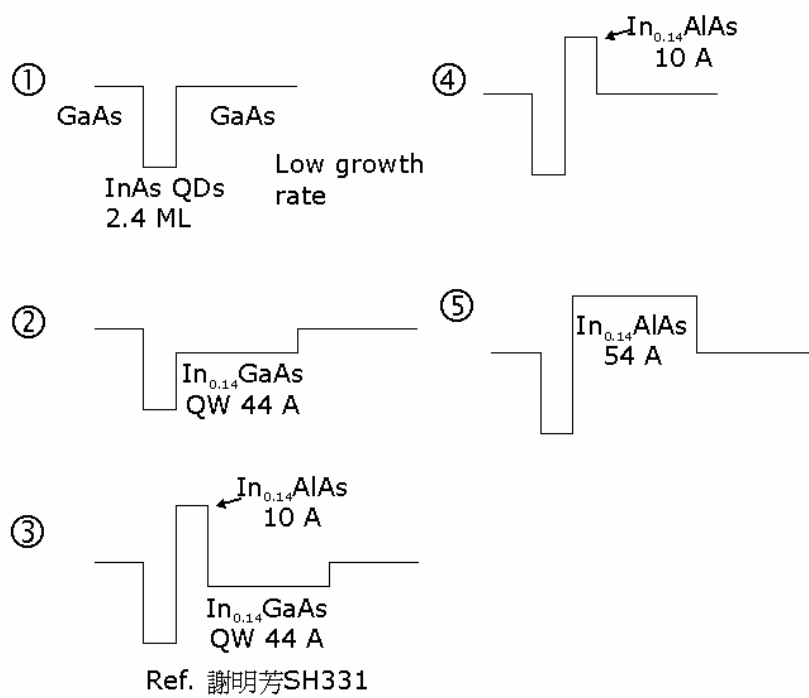 ①
GaAs
GaAs
InAs QDs
2.4 ML
Low growth
rate
②
In0.14GaAs
QW 44 A
③
In0.14AlAs
10 A
In0.14GaAs
QW 44 A
Ref. 謝明芳SH331
④
In0.14AlAs
10 A
⑤
In0.14AlAs
54 A